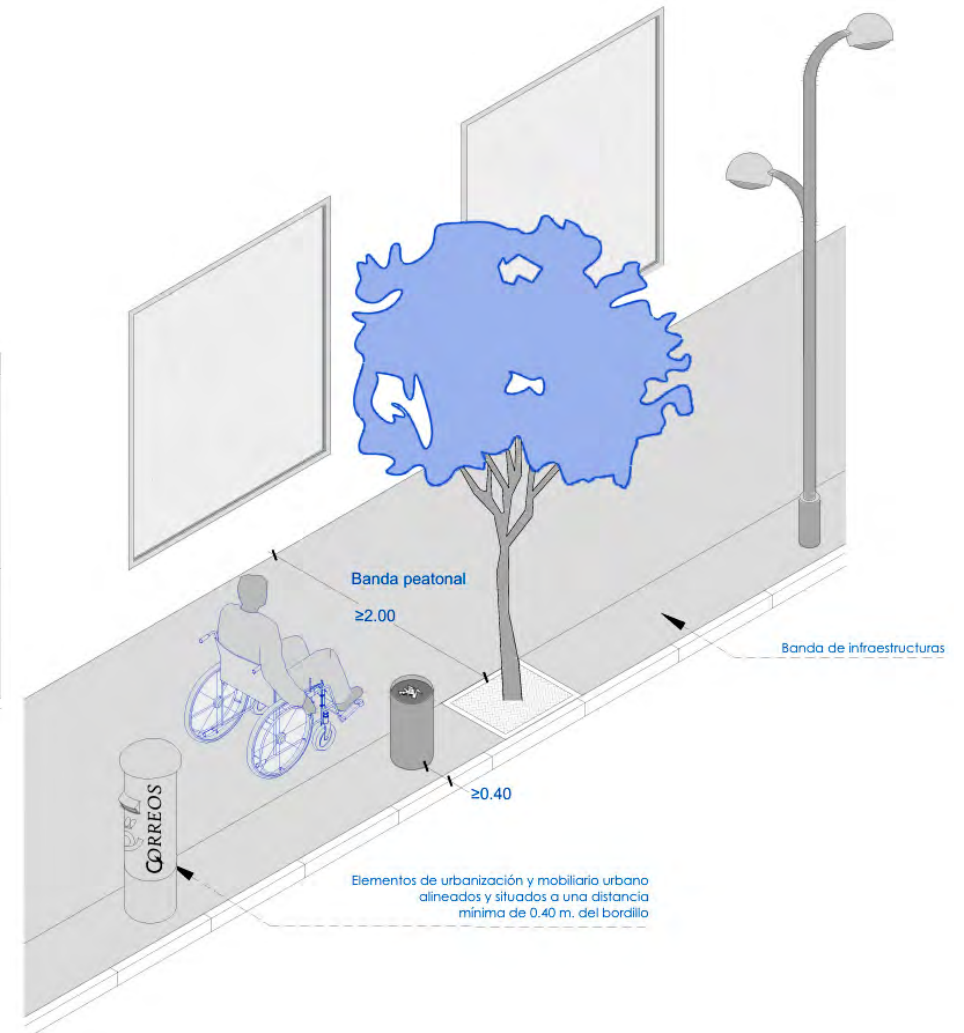 Banda peatonal
≥2.00
Banda de infraestructuras
≥0.40
CORREOS
Elementos de urbanización y mobiliario urbano
alineados y situados a una distancia
mínima de 0.40 m. del bordillo